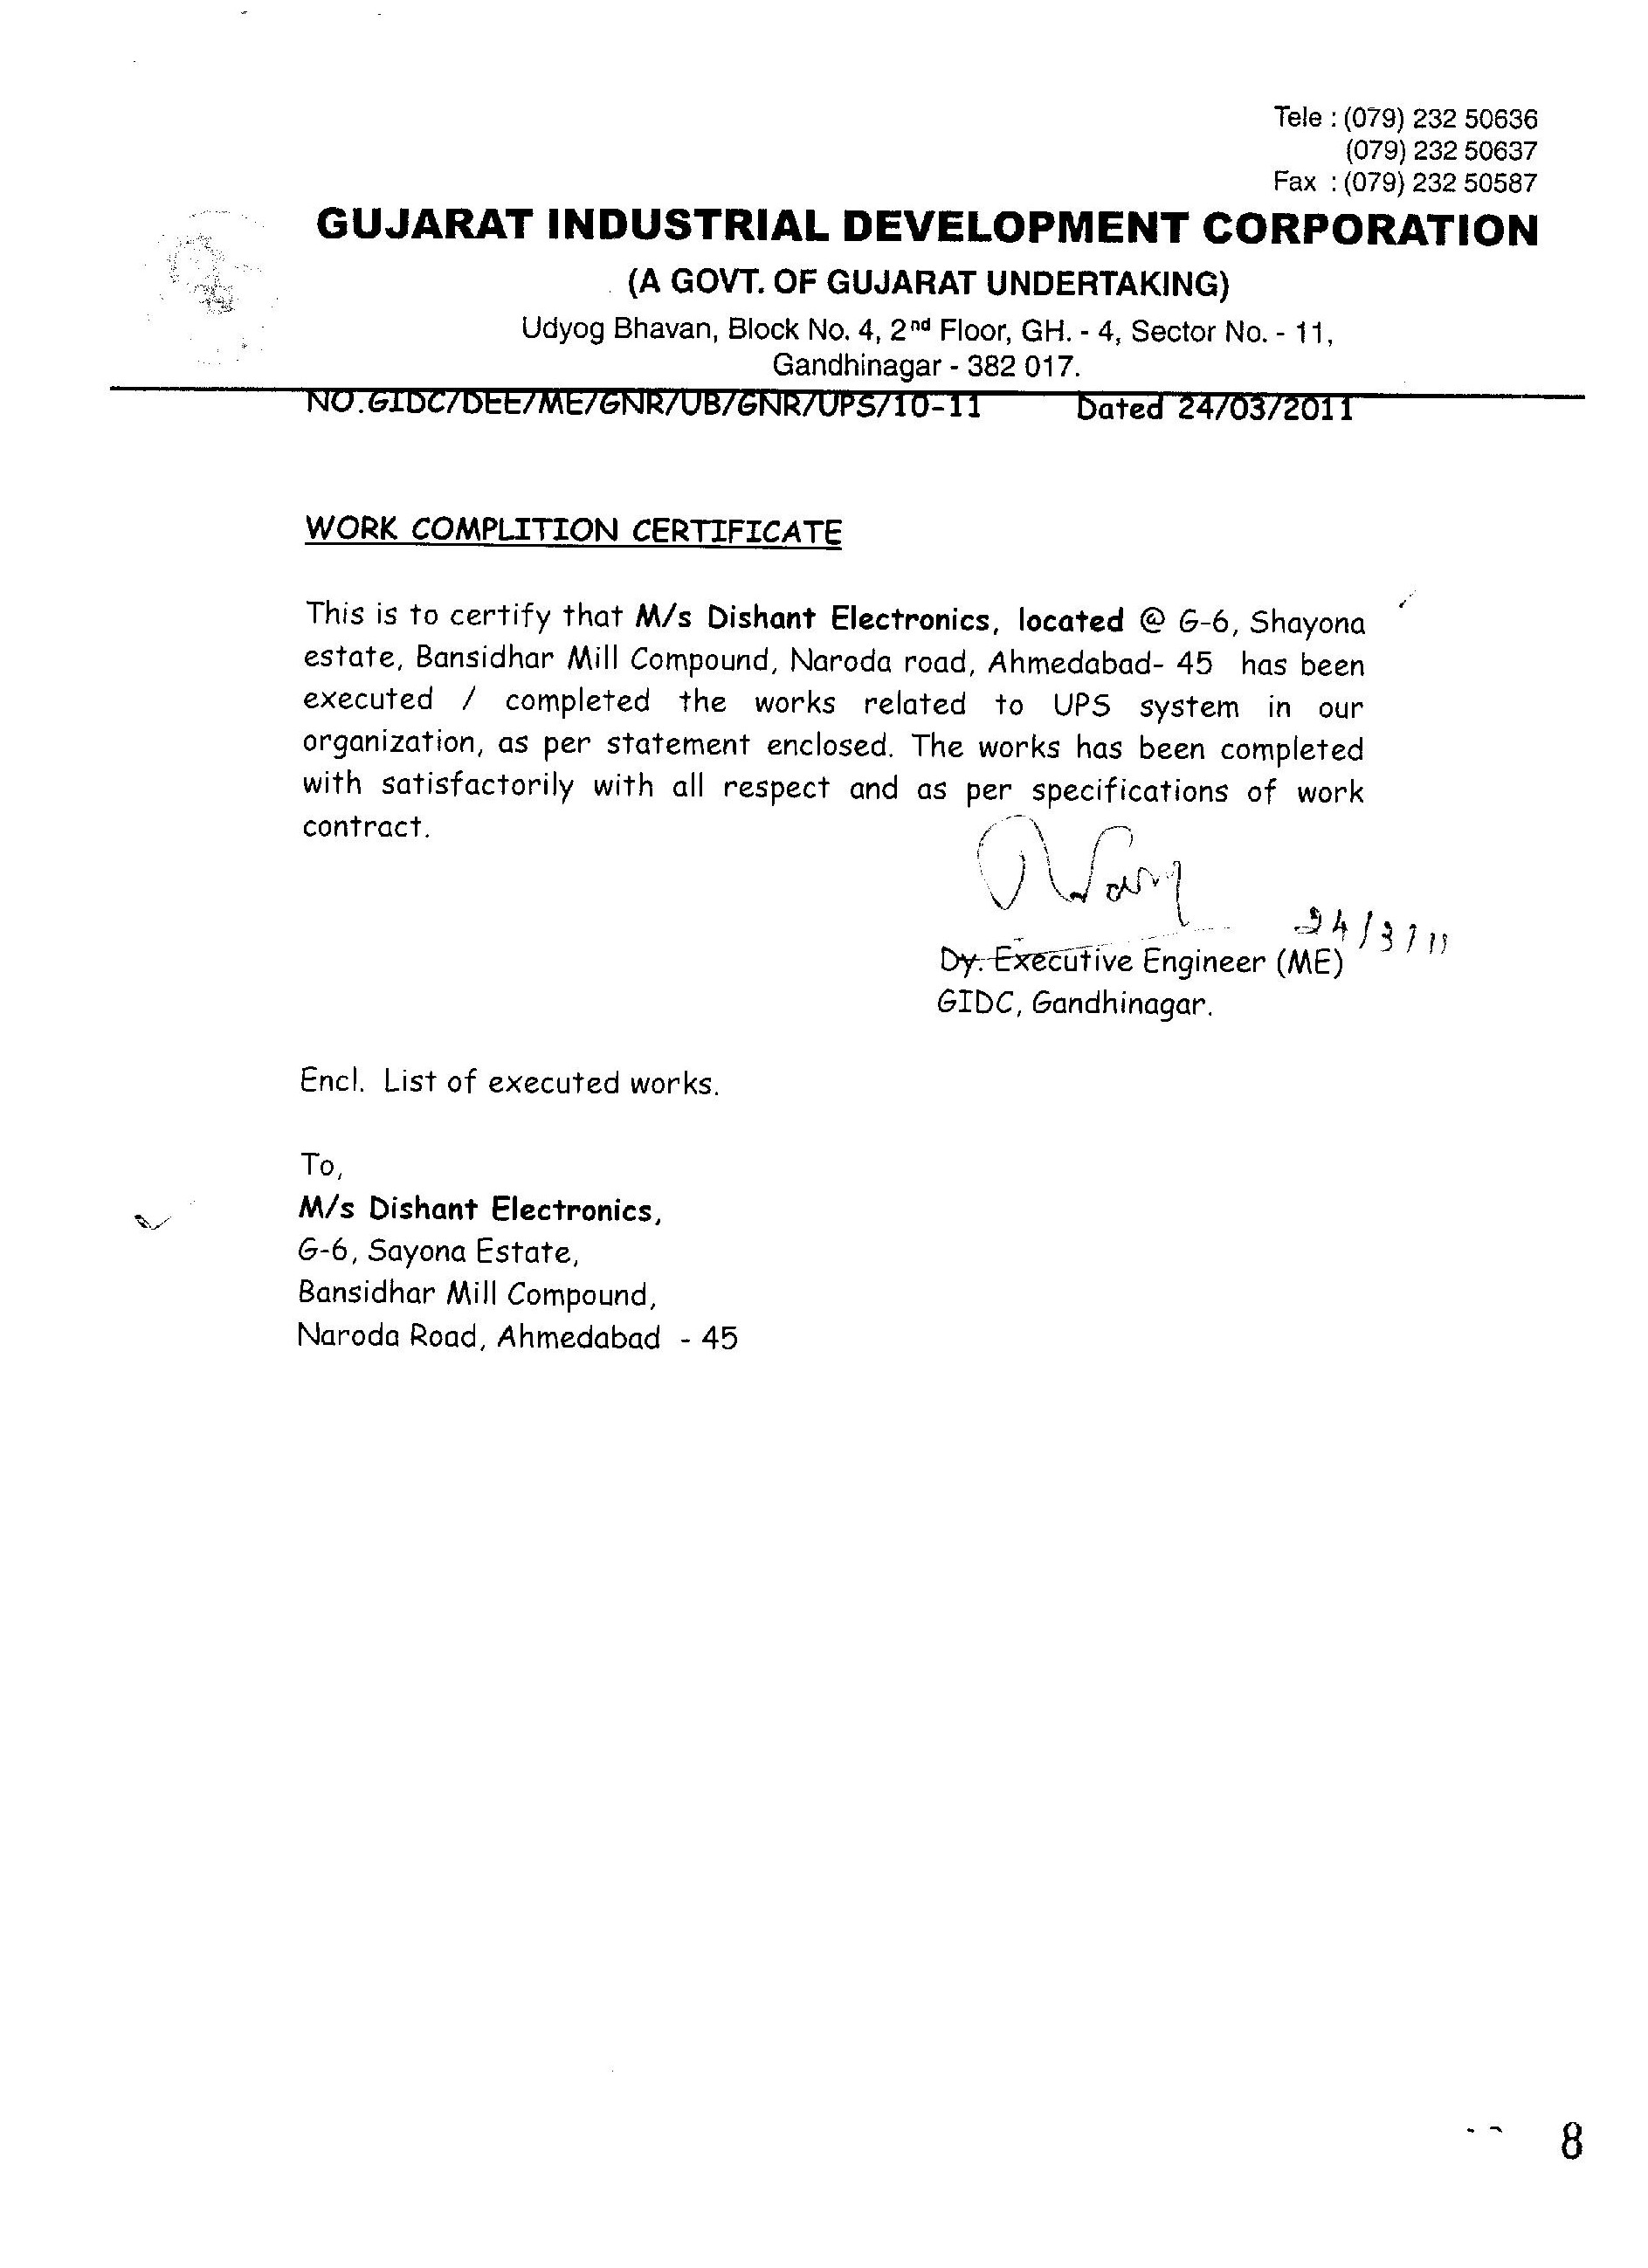 Tele : (079) 232 50636
(079) 232 50637
Fax : (079) 232 50587
GUJARAT INDUSTRIAL DEVELOPMENT CORPORATION
(A GOVT. OF GUJARAT UNDERTAKING)
Udyog Bhavan, Block No. 4, 2nd Floor, GH. - 4, Sector No. - 11,
Gandhinagar - 382 017.
NO.GIDC/DEE/ME/GNR/UB/GNR/UPS/10-11 Dated 24/03/2011
WORK COMPLITION CERTIFICATE
This is to certify that M/s Dishant Electronics, located @ G-6, Shayona
estate, Bansidhar Mill Compound, Naroda road, Ahmedabad- 45 has been
executed / completed the works related to UPS system in our
organization, as per statement enclosed. The works has been completed
with satisfactorily with all respect and as per specifications of work
contract.
24/3/11
Dy. Executive Engineer (ME)
GIDC, Gandhinagar.
Encl. List of executed works.
To,
M/s Dishant Electronics,
G-6, Sayona Estate,
Bansidhar Mill Compound,
Naroda Road, Ahmedabad - 45
8